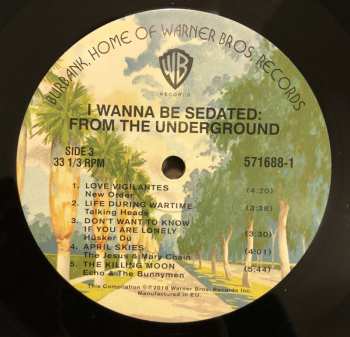 BURBANK, HOME OF WARNER BROS. RECORDS
WB
RECORDS
I WANNA BE SEDATED:
FROM THE UNDERGROUND
SIDE 3
33 1/3 RPM
571688-1
1. LOVE VIGILANTES (4:20)
New Order
2. LIFE DURING WARTIME (3:38)
Talking Heads
3. DON'T WANT TO KNOW
IF YOU ARE LONELY (3:30)
Hüsker Dü
4. APRIL SKIES (4:01)
The Jesus & Mary Chain
5. THE KILLING MOON (5:44)
Echo & The Bunnymen
This Compilation ©℗2018 Warner Bros. Records Inc.
Manufactured in EU.